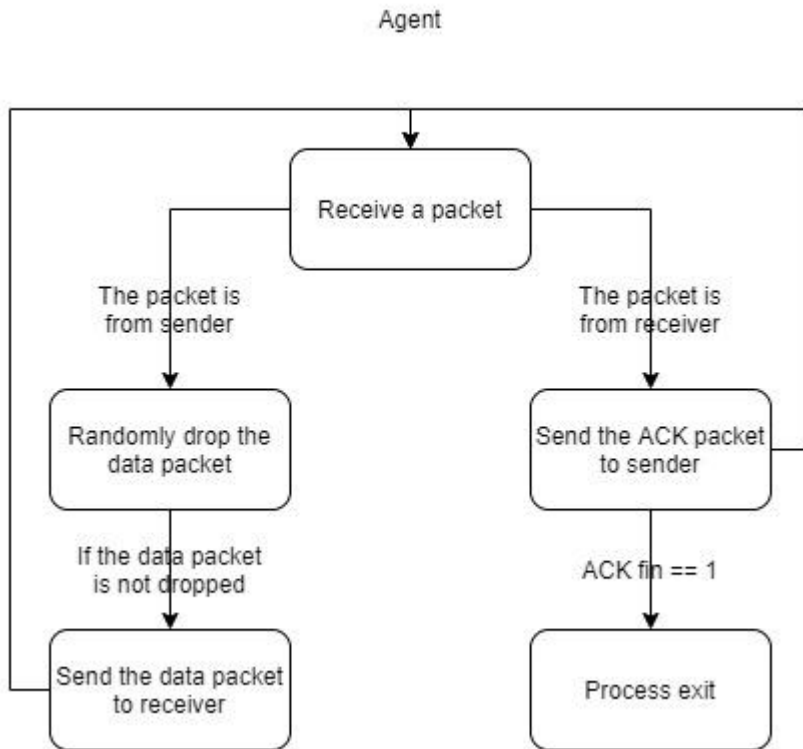 Agent
Receive a packet
The packet is
from sender
The packet is
from receiver
Randomly drop the
data packet
Send the ACK packet
to sender
If the data packet
is not dropped
ACK fin == 1
Send the data packet
to receiver
Process exit